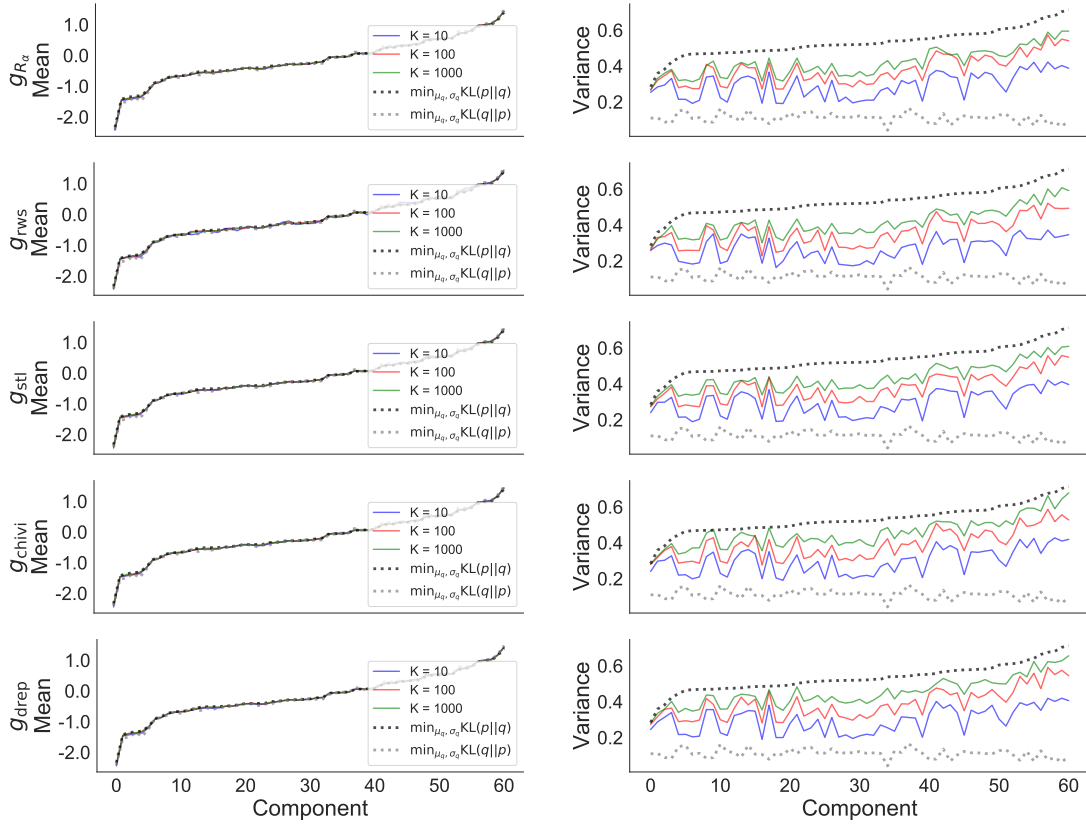 g_{R_α}
Mean
1.0
0.0
-1.0
-2.0
K = 10
K = 100
K = 1000
min_{μ_q, σ_q}KL(p||q)
min_{μ_q, σ_q}KL(q||p)
Variance
0.6
0.4
0.2
g_{rws}
Mean
1.0
0.0
-1.0
-2.0
K = 10
K = 100
K = 1000
min_{μ_q, σ_q}KL(p||q)
min_{μ_q, σ_q}KL(q||p)
Variance
0.6
0.4
0.2
g_{stl}
Mean
1.0
0.0
-1.0
-2.0
K = 10
K = 100
K = 1000
min_{μ_q, σ_q}KL(p||q)
min_{μ_q, σ_q}KL(q||p)
Variance
0.6
0.4
0.2
g_{chivi}
Mean
1.0
0.0
-1.0
-2.0
K = 10
K = 100
K = 1000
min_{μ_q, σ_q}KL(p||q)
min_{μ_q, σ_q}KL(q||p)
Variance
0.6
0.4
0.2
g_{drep}
Mean
1.0
0.0
-1.0
-2.0
K = 10
K = 100
K = 1000
min_{μ_q, σ_q}KL(p||q)
min_{μ_q, σ_q}KL(q||p)
0 10 20 30 40 50 60
Component
Variance
0.6
0.4
0.2
0 10 20 30 40 50 60
Component